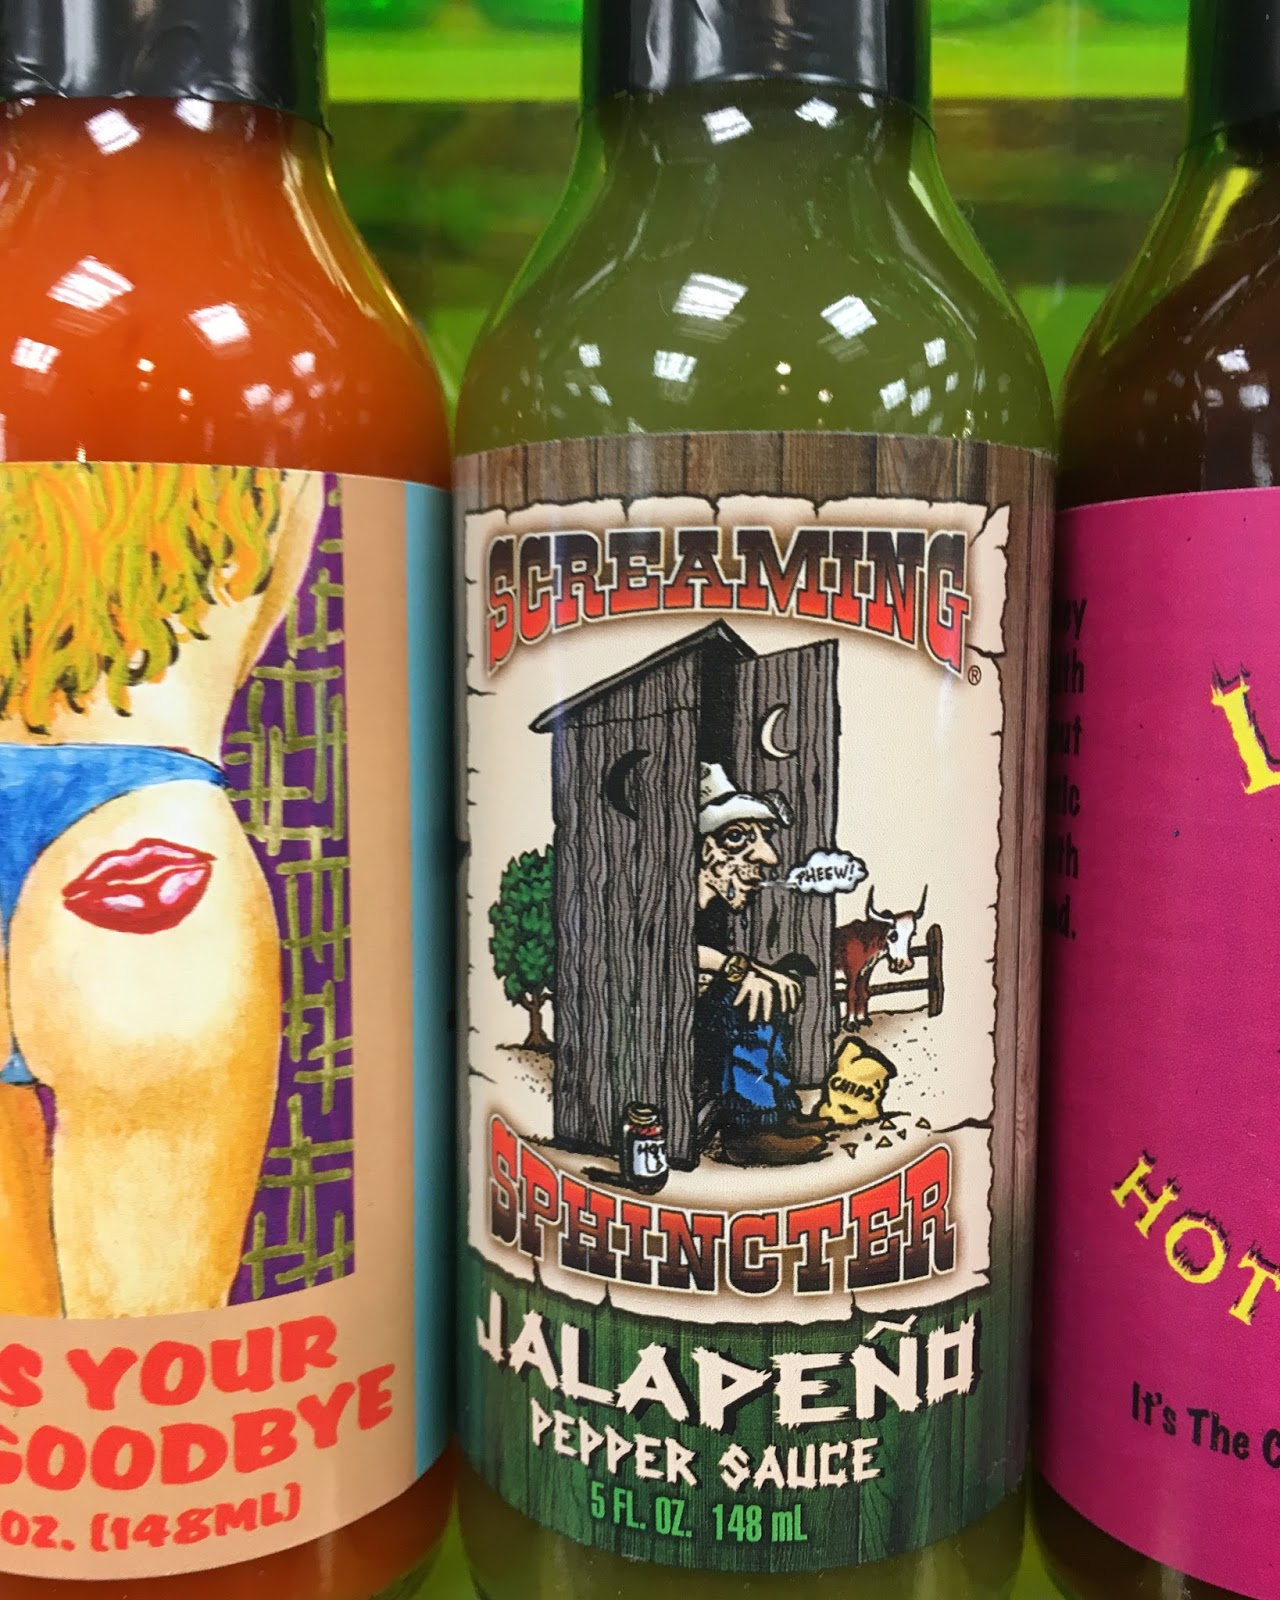 S YOUR
GOODBYE
OZ. (148ML)
SCREAMING
®
PHEEW!
CHIPS
HOT
SPHINCTER
JALAPEÑO
PEPPER SAUCE
5 FL. OZ. 148 mL
L
HOT
It's The C